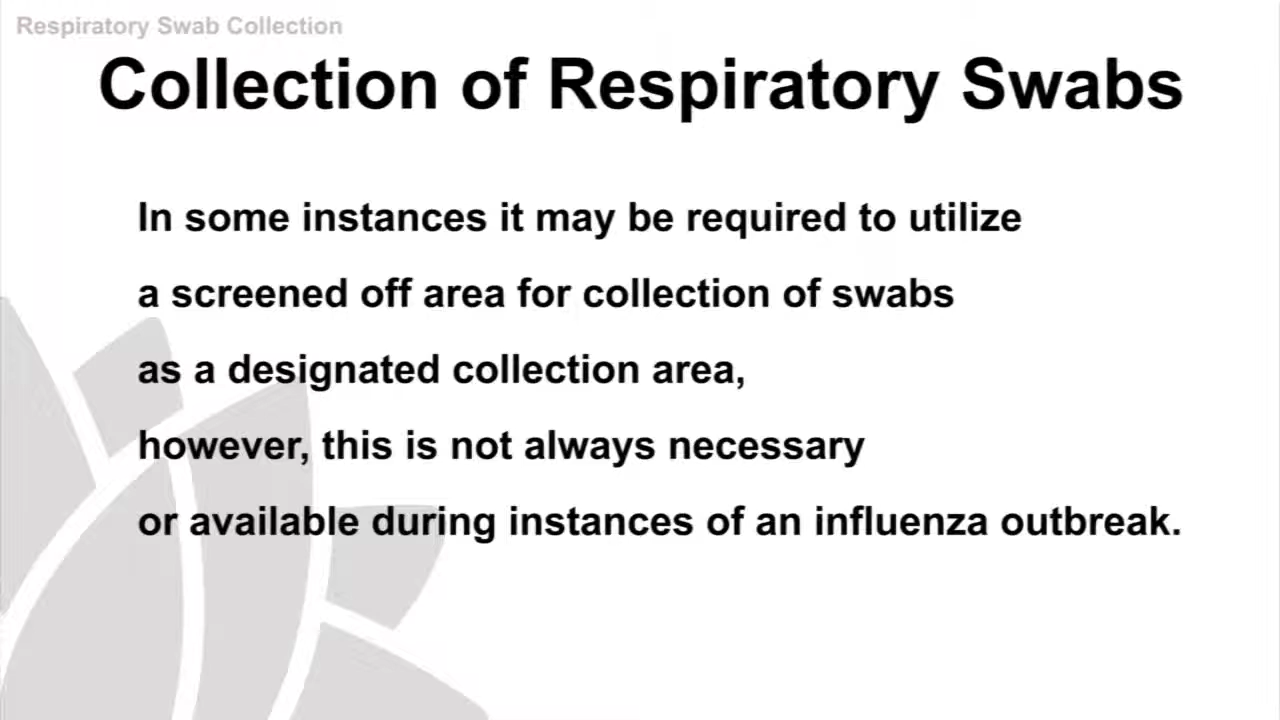 Respiratory Swab Collection
Collection of Respiratory Swabs
In some instances it may be required to utilize
a screened off area for collection of swabs
as a designated collection area,
however, this is not always necessary
or available during instances of an influenza outbreak.